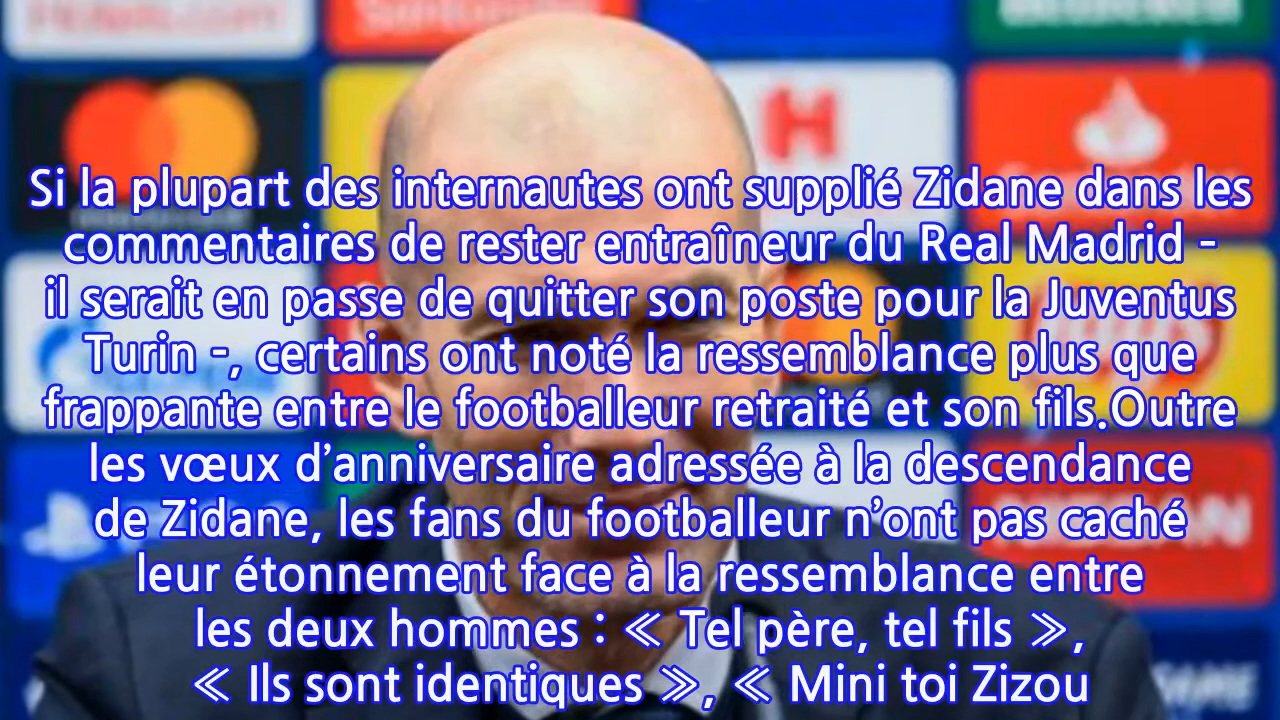 Si la plupart des internautes ont supplié Zidane dans les
commentaires de rester entraîneur du Real Madrid -
il serait en passe de quitter son poste pour la Juventus
Turin -, certains ont noté la ressemblance plus que
frappante entre le footballeur retraité et son fils.Outre
les vœux d’anniversaire adressée à la descendance
de Zidane, les fans du footballeur n’ont pas caché
leur étonnement face à la ressemblance entre
les deux hommes : « Tel père, tel fils »,
« Ils sont identiques », « Mini toi Zizou